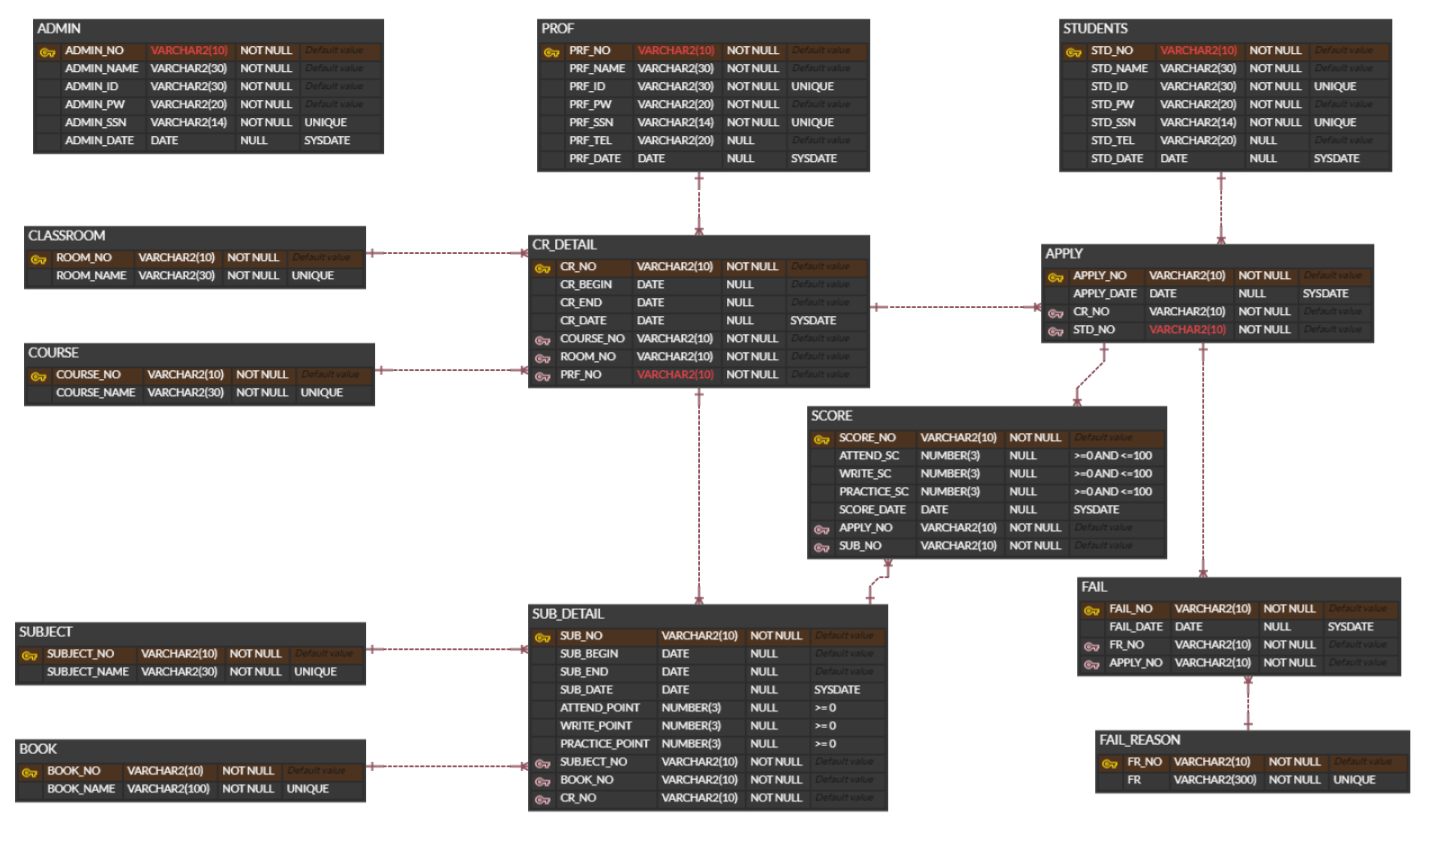 ADMIN
ADMIN_NO VARCHAR2(10) NOT NULL Default value
ADMIN_NAME VARCHAR2(30) NOT NULL Default value
ADMIN_ID VARCHAR2(30) NOT NULL Default value
ADMIN_PW VARCHAR2(20) NOT NULL Default value
ADMIN_SSN VARCHAR2(14) NOT NULL UNIQUE
ADMIN_DATE DATE NULL SYSDATE
PROF
PRF_NO VARCHAR2(10) NOT NULL Default value
PRF_NAME VARCHAR2(30) NOT NULL Default value
PRF_ID VARCHAR2(30) NOT NULL UNIQUE
PRF_PW VARCHAR2(20) NOT NULL Default value
PRF_SSN VARCHAR2(14) NOT NULL UNIQUE
PRF_TEL VARCHAR2(20) NULL Default value
PRF_DATE DATE NULL SYSDATE
STUDENTS
STD_NO VARCHAR2(10) NOT NULL Default value
STD_NAME VARCHAR2(30) NOT NULL Default value
STD_ID VARCHAR2(30) NOT NULL UNIQUE
STD_PW VARCHAR2(20) NOT NULL Default value
STD_SSN VARCHAR2(14) NOT NULL UNIQUE
STD_TEL VARCHAR2(20) NULL Default value
STD_DATE DATE NULL SYSDATE
CLASSROOM
ROOM_NO VARCHAR2(10) NOT NULL Default value
ROOM_NAME VARCHAR2(30) NOT NULL UNIQUE
CR_DETAIL
CR_NO VARCHAR2(10) NOT NULL Default value
CR_BEGIN DATE NULL Default value
CR_END DATE NULL Default value
CR_DATE DATE NULL SYSDATE
COURSE_NO VARCHAR2(10) NOT NULL Default value
ROOM_NO VARCHAR2(10) NOT NULL Default value
PRF_NO VARCHAR2(10) NOT NULL Default value
APPLY
APPLY_NO VARCHAR2(10) NOT NULL Default value
APPLY_DATE DATE NULL SYSDATE
CR_NO VARCHAR2(10) NOT NULL Default value
STD_NO VARCHAR2(10) NOT NULL Default value
COURSE
COURSE_NO VARCHAR2(10) NOT NULL Default value
COURSE_NAME VARCHAR2(30) NOT NULL UNIQUE
SCORE
SCORE_NO VARCHAR2(10) NOT NULL Default value
ATTEND_SC NUMBER(3) NULL >=0 AND <=100
WRITE_SC NUMBER(3) NULL >=0 AND <=100
PRACTICE_SC NUMBER(3) NULL >=0 AND <=100
SCORE_DATE DATE NULL SYSDATE
APPLY_NO VARCHAR2(10) NOT NULL Default value
SUB_NO VARCHAR2(10) NOT NULL Default value
FAIL
FAIL_NO VARCHAR2(10) NOT NULL Default value
FAIL_DATE DATE NULL SYSDATE
FR_NO VARCHAR2(10) NOT NULL Default value
APPLY_NO VARCHAR2(10) NOT NULL Default value
SUB_DETAIL
SUB_NO VARCHAR2(10) NOT NULL Default value
SUB_BEGIN DATE NULL Default value
SUB_END DATE NULL Default value
SUB_DATE DATE NULL SYSDATE
ATTEND_POINT NUMBER(3) NULL >= 0
WRITE_POINT NUMBER(3) NULL >= 0
PRACTICE_POINT NUMBER(3) NULL >= 0
SUBJECT_NO VARCHAR2(10) NOT NULL Default value
BOOK_NO VARCHAR2(10) NOT NULL Default value
CR_NO VARCHAR2(10) NOT NULL Default value
SUBJECT
SUBJECT_NO VARCHAR2(10) NOT NULL Default value
SUBJECT_NAME VARCHAR2(30) NOT NULL UNIQUE
BOOK
BOOK_NO VARCHAR2(10) NOT NULL Default value
BOOK_NAME VARCHAR2(100) NOT NULL UNIQUE
FAIL_REASON
FR_NO VARCHAR2(10) NOT NULL Default value
FR VARCHAR2(300) NOT NULL UNIQUE